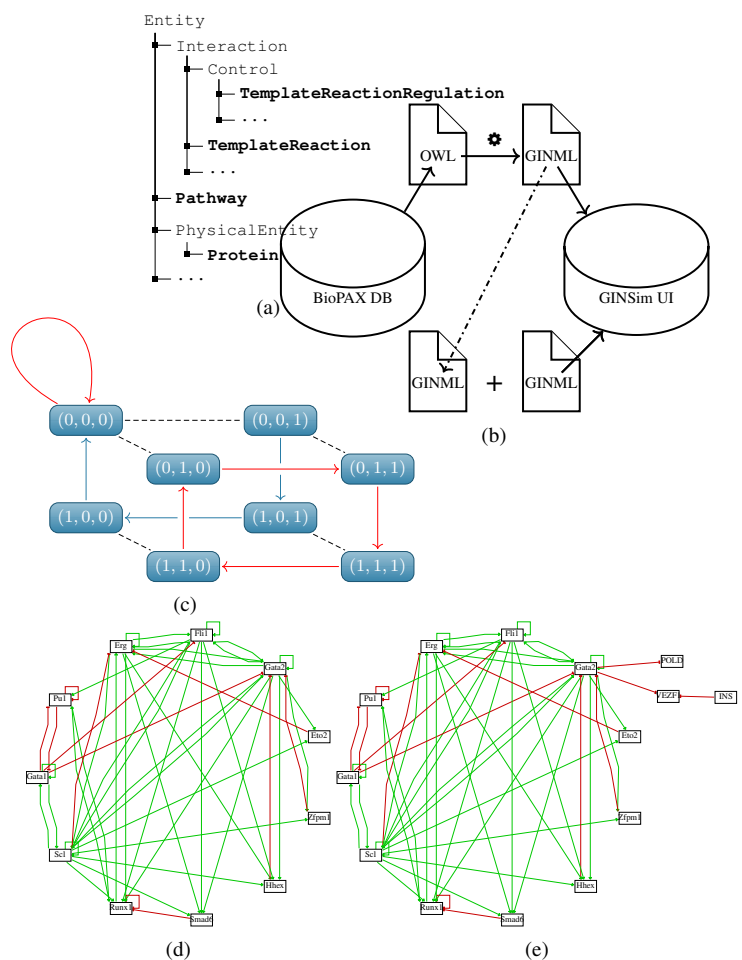 Entity
Interaction
Control
TemplateReactionRegulation
...
TemplateReaction
...
Pathway
PhysicalEntity
Protein
...
(a)
OWL
GINML
BioPAX DB
GINSim UI
GINML
+
GINML
(b)
(0, 0, 0)
(0, 0, 1)
(0, 1, 0)
(0, 1, 1)
(1, 0, 0)
(1, 0, 1)
(1, 1, 0)
(1, 1, 1)
(c)
Fli1
Erg
Gata2
Pu1
Eto2
Gata1
Zfpm1
Scl
Hhex
Runx1
Smad6
(d)
Fli1
Erg
Gata2
POLD
Pu1
VEZF
INS
Eto2
Gata1
Zfpm1
Scl
Hhex
Runx1
Smad6
(e)